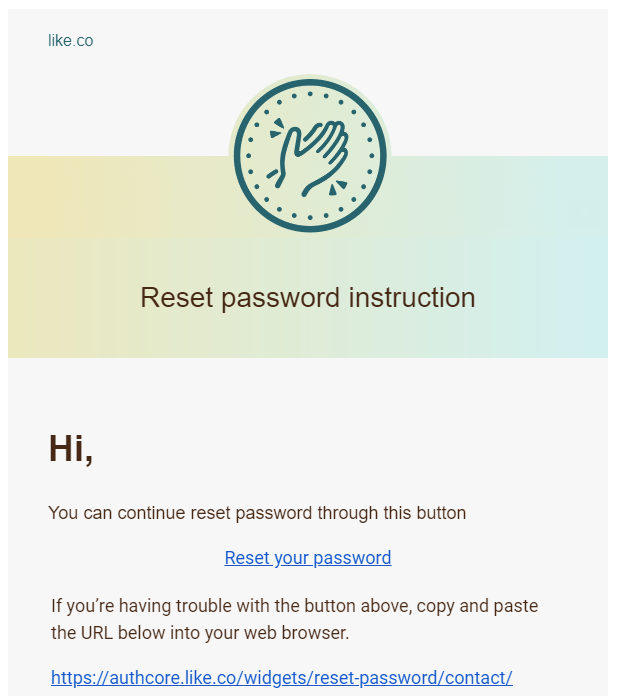 like.co
Reset password instruction
Hi,
You can continue reset password through this button
Reset your password
If you’re having trouble with the button above, copy and paste
the URL below into your web browser.
https://authcore.like.co/widgets/reset-password/contact/